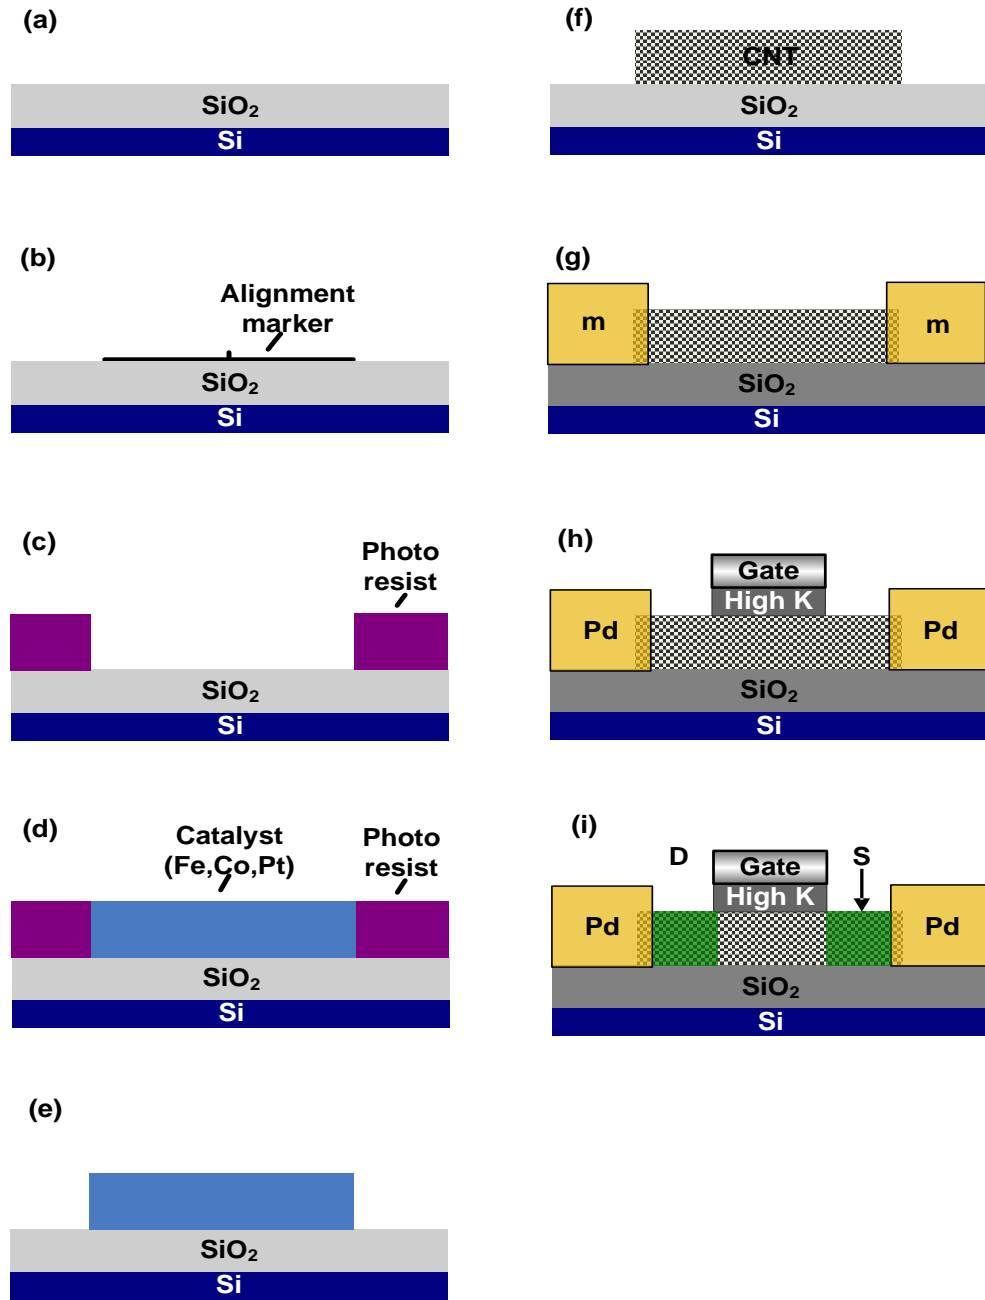 (a)
SiO₂
Si
(b)
Alignment
marker
SiO₂
Si
(c)
Photo
resist
SiO₂
Si
(d)
Catalyst
(Fe,Co,Pt)
Photo
resist
SiO₂
Si
(e)
SiO₂
Si
(f)
CNT
SiO₂
Si
(g)
m
m
SiO₂
Si
(h)
Gate
High K
Pd
Pd
SiO₂
Si
(i)
D
S
Gate
High K
Pd
Pd
SiO₂
Si